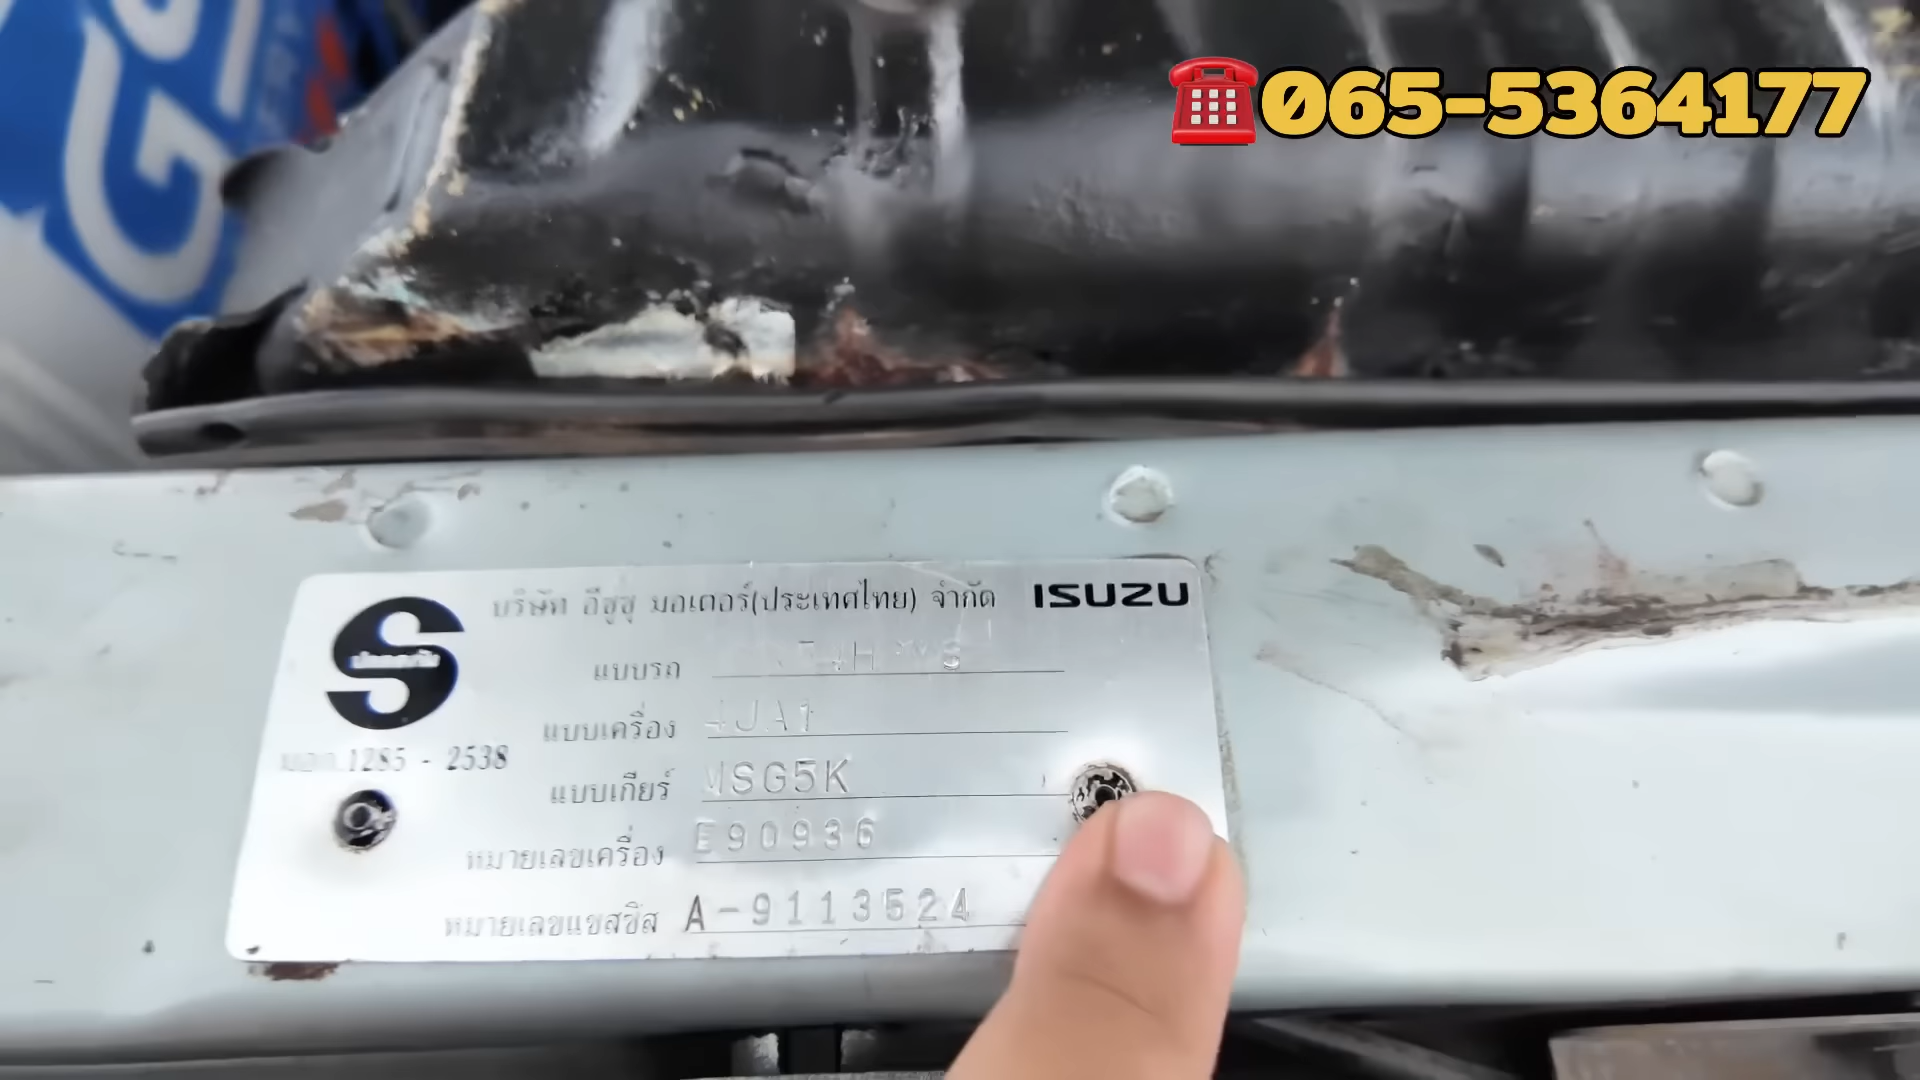 065-5364177
บริษัท อีซูซุ มอเตอร์(ประเทศไทย) จำกัด ISUZU
แบบรถ
แบบเครื่อง 4JA1
มอก.1285 - 2538
แบบเกียร์ MSG5K
หมายเลขเครื่อง E90936
หมายเลขแชสซีส A-9113524